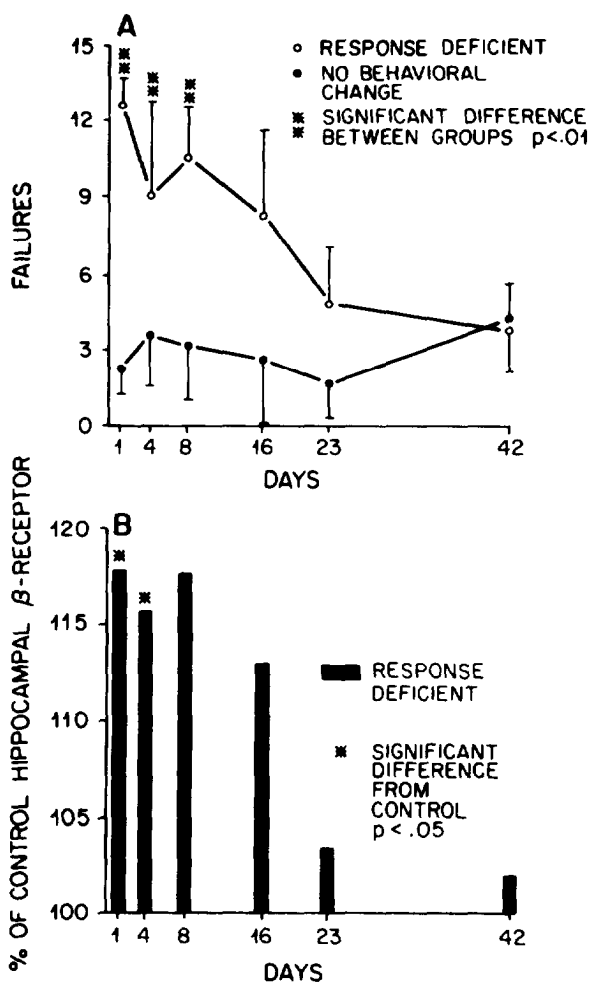 A
15
12
9
6
3
0
FAILURES
○ RESPONSE DEFICIENT
● NO BEHAVIORAL
CHANGE
⁑ SIGNIFICANT DIFFERENCE
BETWEEN GROUPS p<.01
⁑ ⁑ ⁑
1 4 8 16 23 42
DAYS
B
120
115
110
105
100
% OF CONTROL HIPPOCAMPAL β-RECEPTOR
* *
RESPONSE
DEFICIENT
* SIGNIFICANT
DIFFERENCE
FROM
CONTROL
p<.05
1 4 8 16 23 42
DAYS